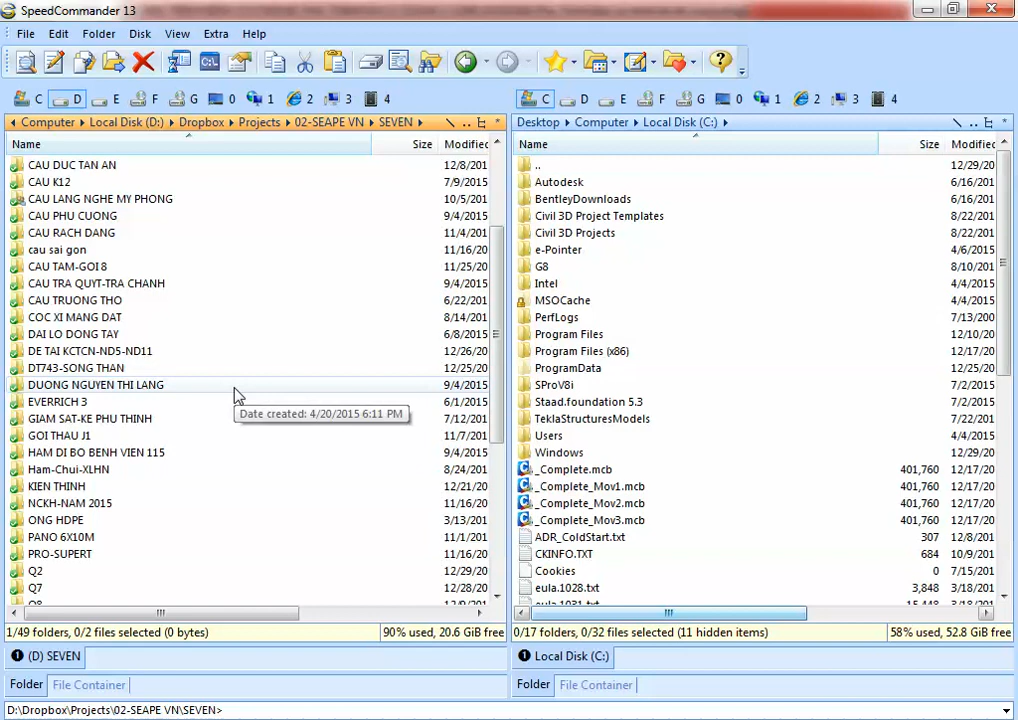 SpeedCommander 13
File Edit Folder Disk View Extra Help
C D E F G 0 1 2 3 4
C D E F G 0 1 2 3 4
Computer Local Disk (D:) Dropbox Projects 02-SEAPE VN SEVEN \ .. *
Desktop Computer Local Disk (C:) \ .. *
Name Size Modified
CAU DUC TAN AN 12/8/201
CAU K12 7/9/2015
CAU LANG NGHE MY PHONG 10/5/201
CAU PHU CUONG 9/4/2015
CAU RACH DANG 11/4/201
cau sai gon 11/16/20
CAU TAM-GOI 8 11/25/20
CAU TRA QUYT-TRA CHANH 9/4/2015
CAU TRUONG THO 6/22/201
COC XI MANG DAT 8/14/201
DAI LO DONG TAY 6/8/2015
DE TAI KCTCN-ND5-ND11 12/26/20
DT743-SONG THAN 12/25/20
DUONG NGUYEN THI LANG 9/4/2015
EVERRICH 3 6/1/2015
Date created: 4/20/2015 6:11 PM
GIAM SAT-KE PHU THINH 7/12/201
GOI THAU J1 11/7/201
HAM DI BO BENH VIEN 115 9/4/2015
Ham-Chui-XLHN 8/24/201
KIEN THINH 12/21/20
NCKH-NAM 2015 11/16/20
ONG HDPE 3/13/201
PANO 6X10M 11/1/201
PRO-SUPERT 11/16/20
Q2 12/29/20
Q7 12/28/20
Q8 12/9/201
1/49 folders, 0/2 files selected (0 bytes) 90% used, 20.6 GiB free
1 (D) SEVEN
Folder File Container
Name Size Modified
.. 12/29/20
Autodesk 6/16/201
BentleyDownloads 6/16/201
Civil 3D Project Templates 8/22/201
Civil 3D Projects 8/22/201
e-Pointer 4/6/2015
G8 8/10/201
Intel 4/4/2015
MSOCache 4/4/2015
PerfLogs 7/13/200
Program Files 12/10/20
Program Files (x86) 12/17/20
ProgramData 12/17/20
SProV8i 7/2/2015
Staad.foundation 5.3 7/2/2015
TeklaStructuresModels 7/22/201
Users 4/4/2015
Windows 12/29/20
_Complete.mcb 401,760 12/17/20
_Complete_Mov1.mcb 401,760 12/17/20
_Complete_Mov2.mcb 401,760 12/17/20
_Complete_Mov3.mcb 401,760 12/17/20
ADR_ColdStart.txt 307 12/8/201
CKINFO.TXT 684 10/9/201
Cookies 0 7/15/201
eula.1028.txt 3,848 3/18/201
eula.1031.txt 15,448 3/18/201
0/17 folders, 0/32 files selected (11 hidden items) 58% used, 52.8 GiB free
1 Local Disk (C:)
Folder File Container
D:\Dropbox\Projects\02-SEAPE VN\SEVEN>